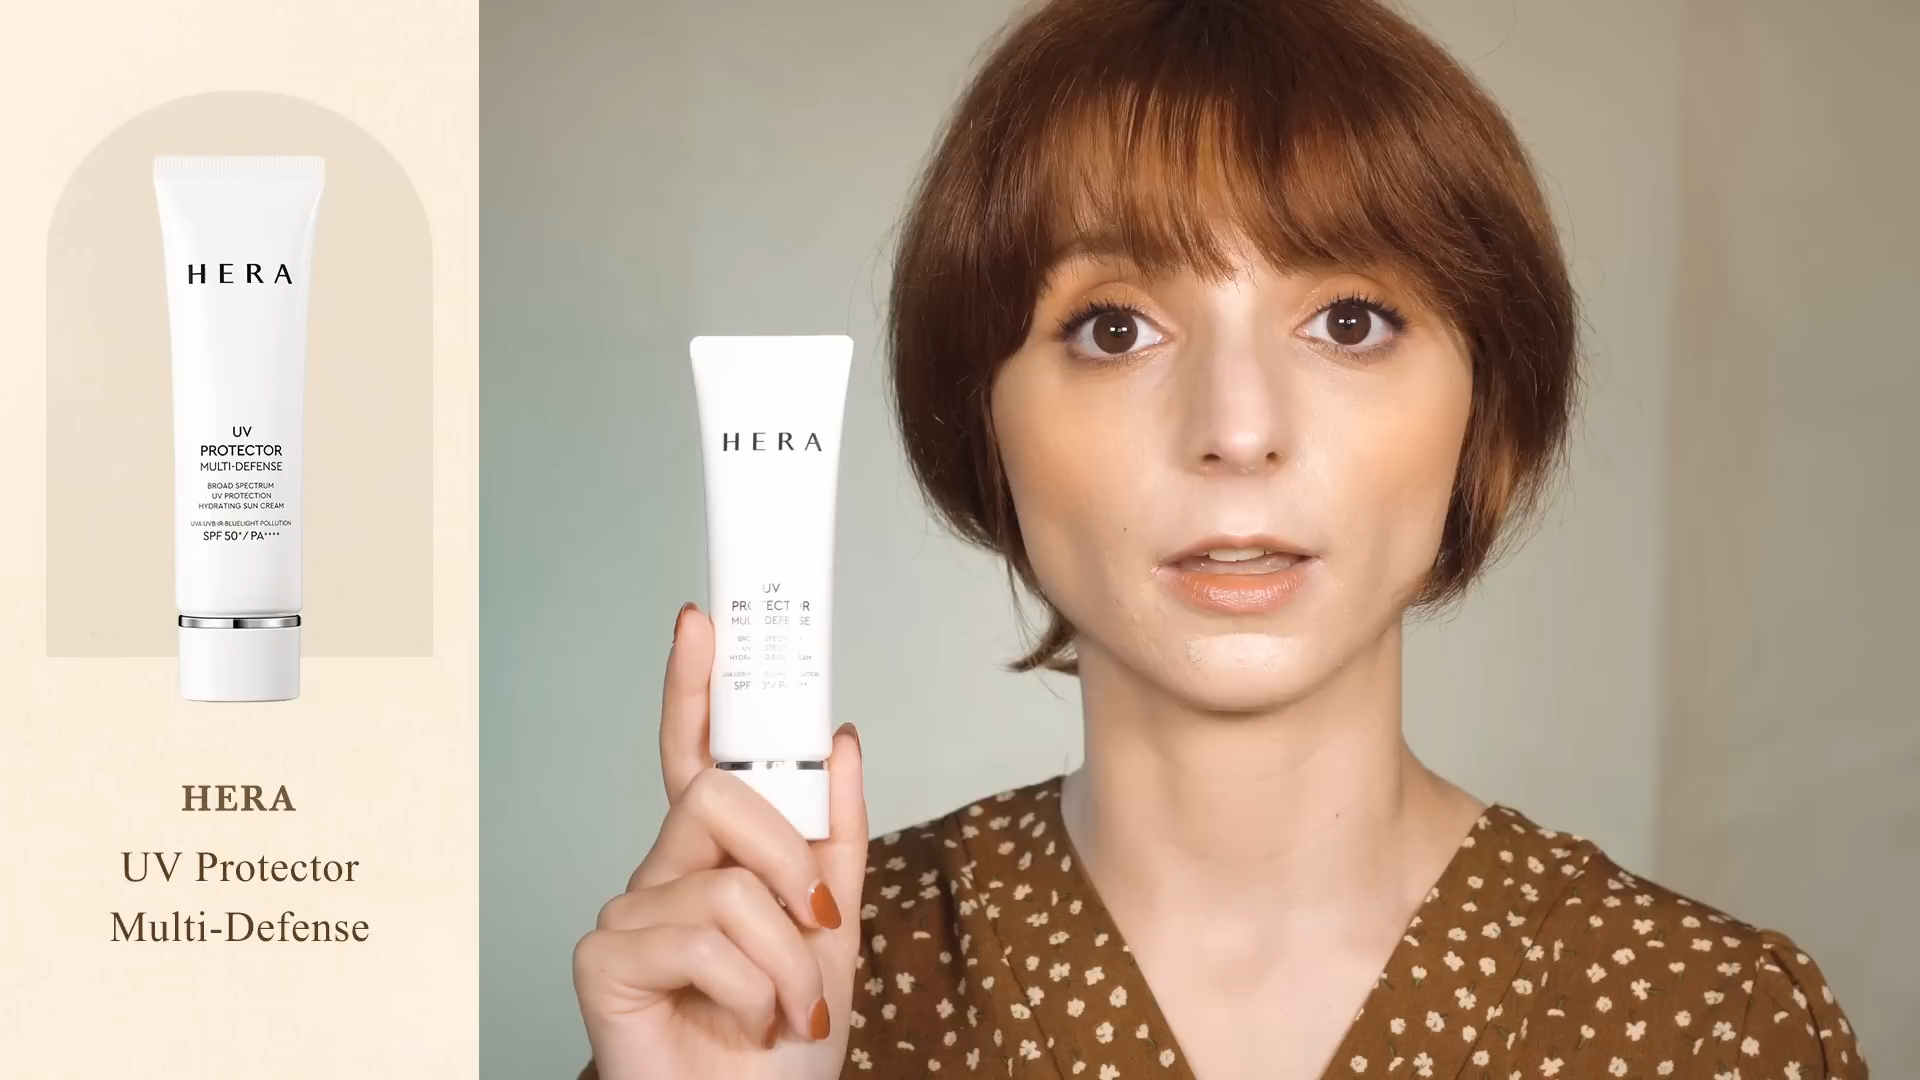 HERA
UV
PROTECTOR
MULTI-DEFENSE
BROAD SPECTRUM
UV PROTECTION
HYDRATING SUN CREAM
UVA·UVB·IR·BLUELIGHT·POLLUTION
SPF 50+/ PA++++
HERA
UV Protector
Multi-Defense
HERA
UV